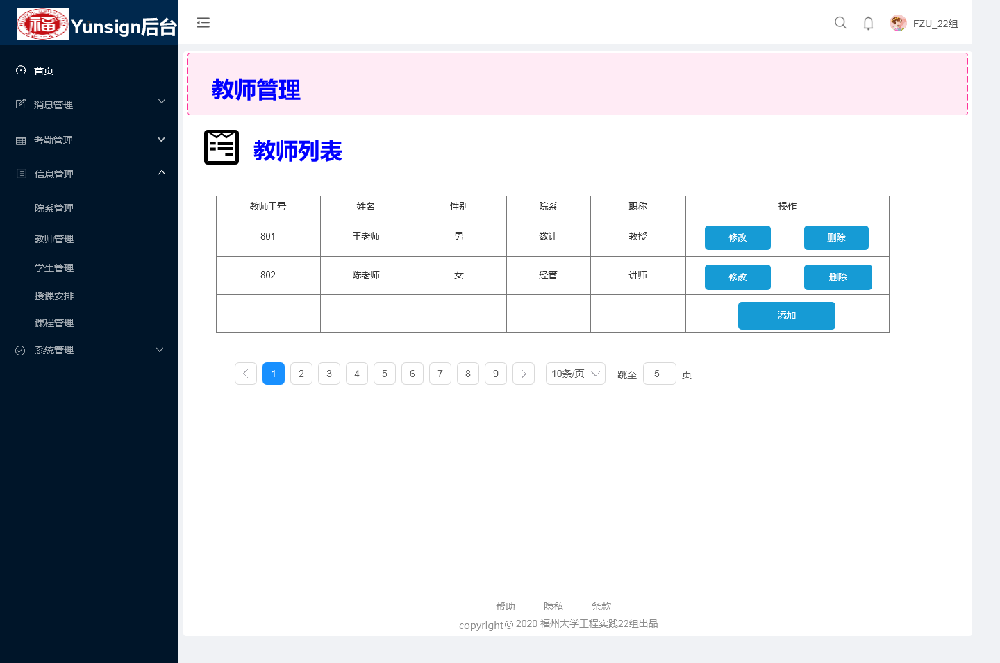 福 Yunsign后台
FZU_22组
首页
消息管理
考勤管理
信息管理
院系管理
教师管理
学生管理
授课安排
课程管理
系统管理
教师管理
教师列表
教师工号 姓名 性别 院系 职称 操作
801 王老师 男 数计 教授 修改 删除
802 陈老师 女 经管 讲师 修改 删除
添加
1 2 3 4 5 6 7 8 9 10条/页 跳至 5 页
帮助 隐私 条款
copyright© 2020 福州大学工程实践22组出品